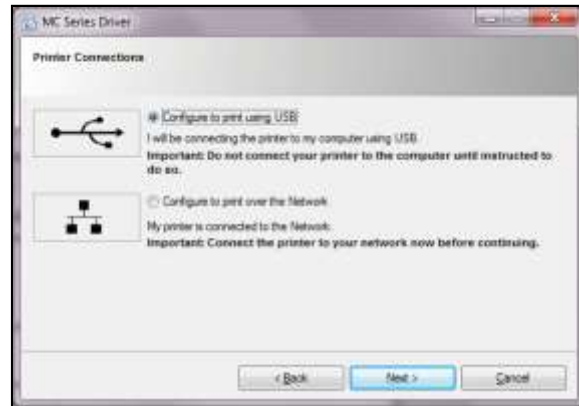 MC Series Driver
Printer Connections
Configure to print using USB
I will be connecting the printer to my computer using USB
Important: Do not connect your printer to the computer until instructed to
do so.
Configure to print over the Network
My printer is connected to the Network.
Important: Connect the printer to your network now before continuing.
< Back
Next >
Cancel